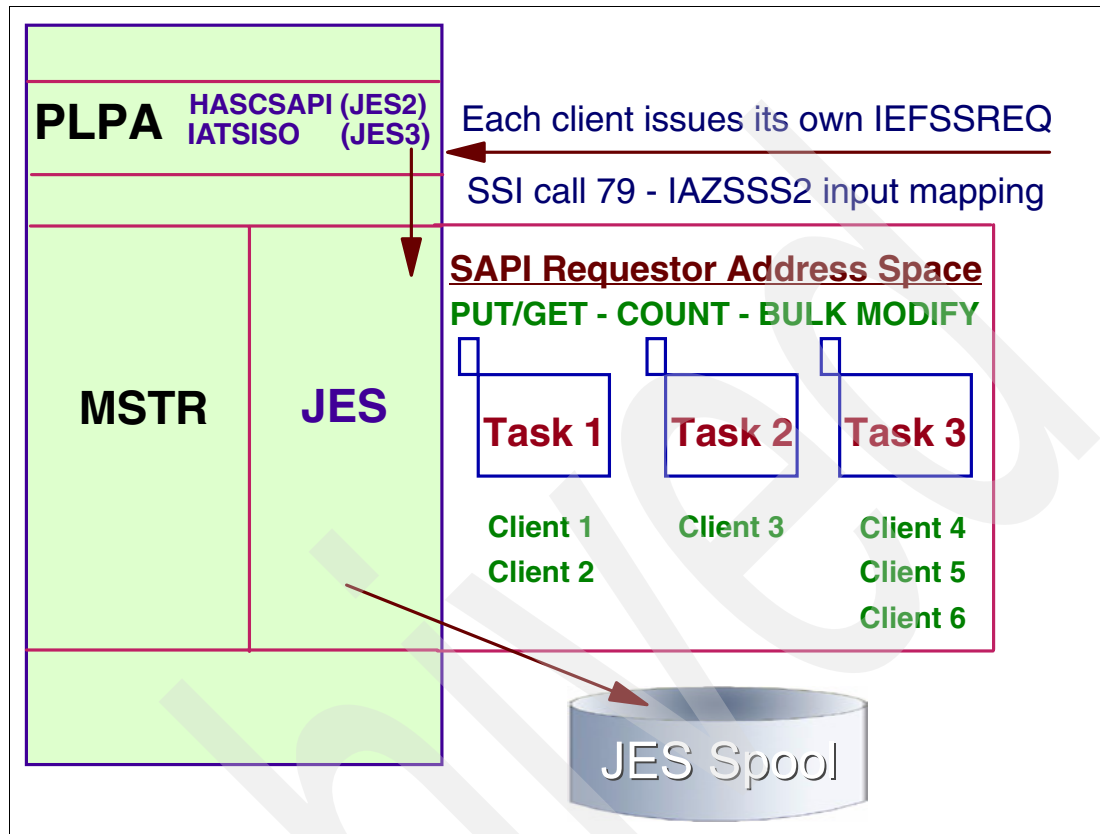 PLPA
HASCSAPI (JES2)
IATSISO (JES3)
Each client issues its own IEFSSREQ
SSI call 79 - IAZSSS2 input mapping
MSTR
JES
SAPI Requestor Address Space
PUT/GET - COUNT - BULK MODIFY
Task 1
Task 2
Task 3
Client 1
Client 2
Client 3
Client 4
Client 5
Client 6
JES Spool